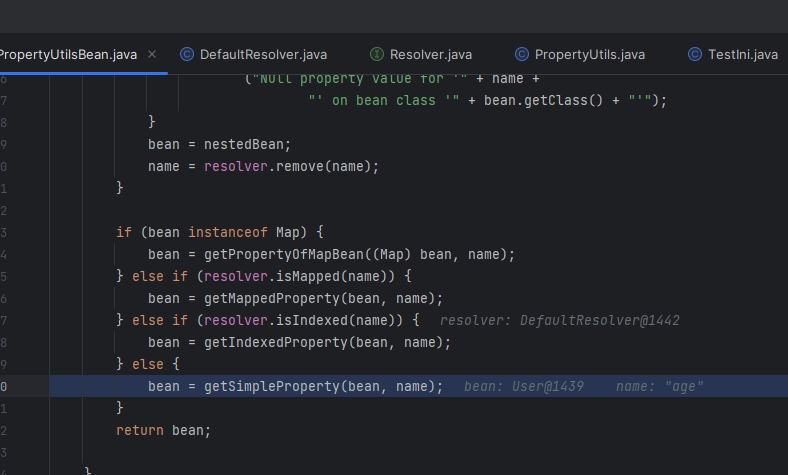 PropertyUtilsBean.java × DefaultResolver.java Resolver.java PropertyUtils.java TestIni.java
6 ("Null property value for '" + name +
7 "' on bean class '" + bean.getClass() + "'");
8 }
9 bean = nestedBean;
0 name = resolver.remove(name);
1 }
2
3 if (bean instanceof Map) {
4 bean = getPropertyOfMapBean((Map) bean, name);
5 } else if (resolver.isMapped(name)) {
6 bean = getMappedProperty(bean, name);
7 } else if (resolver.isIndexed(name)) { resolver: DefaultResolver@1442
8 bean = getIndexedProperty(bean, name);
9 } else {
0 bean = getSimpleProperty(bean, name); bean: User@1439 name: "age"
1 }
2 return bean;
3
4 }